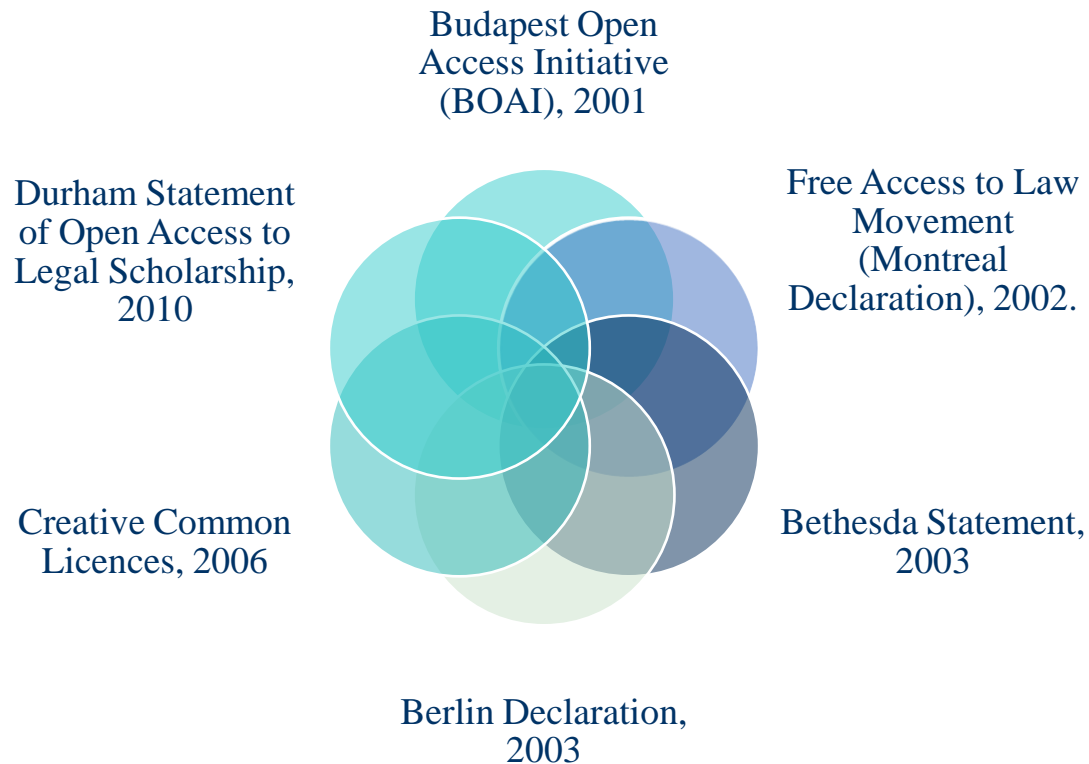 Budapest Open
Access Initiative
(BOAI), 2001
Free Access to Law
Movement
(Montreal
Declaration), 2002.
Bethesda Statement,
2003
Berlin Declaration,
2003
Creative Common
Licences, 2006
Durham Statement
of Open Access to
Legal Scholarship,
2010